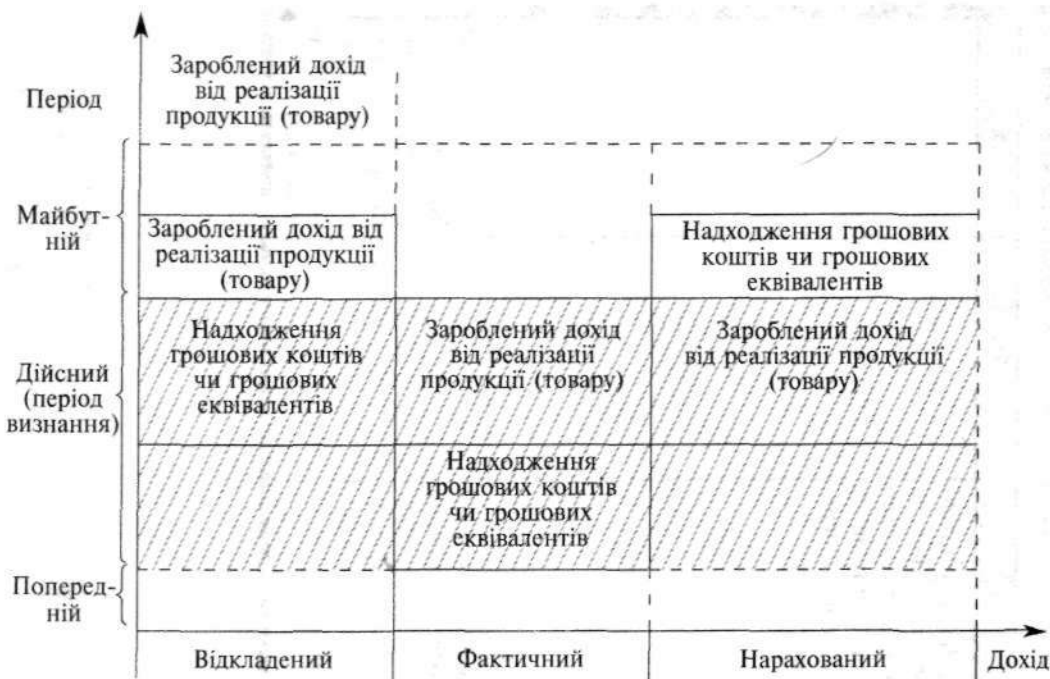 Період
Зароблений дохід
від реалізації
продукції (товару)
Майбут-
ній
Зароблений дохід від
реалізації продукції
(товару)
Надходження грошових
коштів чи грошових
еквівалентів
Дійсний
(період
визнання)
Надходження
грошових коштів
чи грошових
еквівалентів
Зароблений дохід
від реалізації
продукції (товару)
Зароблений дохід
від реалізації продукції
(товару)
Надходження
грошових коштів
чи грошових
еквівалентів
Поперед-
ній
Відкладений
Фактичний
Нарахований
Дохід